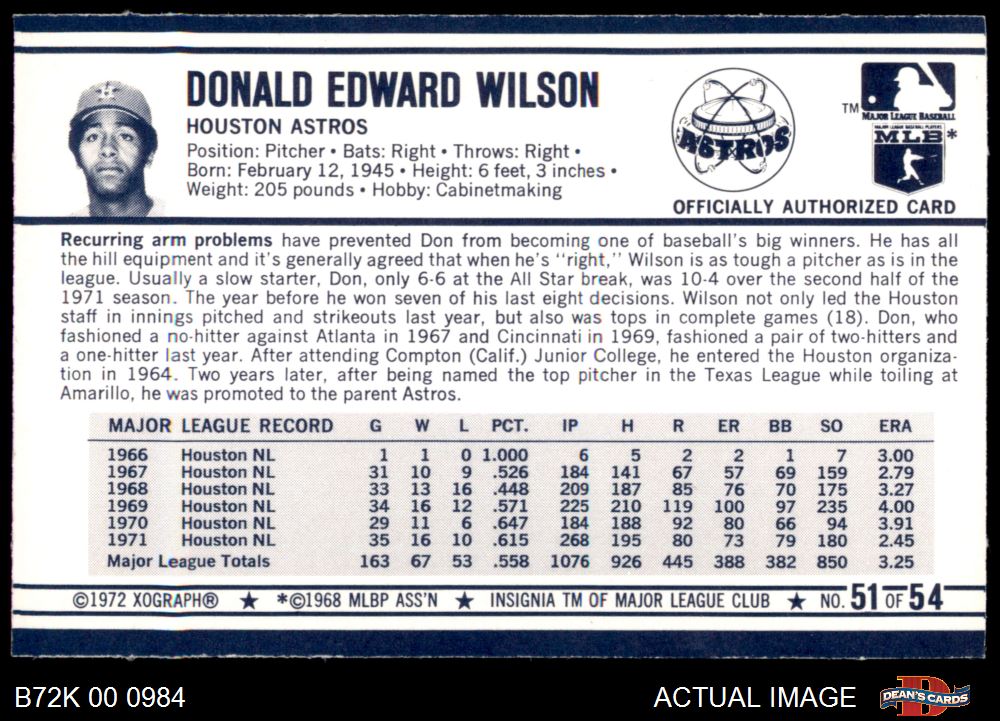 DONALD EDWARD WILSON
HOUSTON ASTROS
Position: Pitcher • Bats: Right • Throws: Right •
Born: February 12, 1945 • Height: 6 feet, 3 inches •
Weight: 205 pounds • Hobby: Cabinetmaking
ASTROS
TM
MAJOR LEAGUE BASEBALL
MAJOR LEAGUE BASEBALL PLAYERS
MLB*
OFFICIALLY AUTHORIZED CARD
Recurring arm problems have prevented Don from becoming one of baseball's big winners. He has all
the hill equipment and it's generally agreed that when he's "right," Wilson is as tough a pitcher as is in the
league. Usually a slow starter, Don, only 6-6 at the All Star break, was 10-4 over the second half of the
1971 season. The year before he won seven of his last eight decisions. Wilson not only led the Houston
staff in innings pitched and strikeouts last year, but also was tops in complete games (18). Don, who
fashioned a no-hitter against Atlanta in 1967 and Cincinnati in 1969, fashioned a pair of two-hitters and
a one-hitter last year. After attending Compton (Calif.) Junior College, he entered the Houston organiza-
tion in 1964. Two years later, after being named the top pitcher in the Texas League while toiling at
Amarillo, he was promoted to the parent Astros.
MAJOR LEAGUE RECORD G W L PCT. IP H R ER BB SO ERA
1966 Houston NL 1 1 0 1.000 6 5 2 2 1 7 3.00
1967 Houston NL 31 10 9 .526 184 141 67 57 69 159 2.79
1968 Houston NL 33 13 16 .448 209 187 85 76 70 175 3.27
1969 Houston NL 34 16 12 .571 225 210 119 100 97 235 4.00
1970 Houston NL 29 11 6 .647 184 188 92 80 66 94 3.91
1971 Houston NL 35 16 10 .615 268 195 80 73 79 180 2.45
Major League Totals 163 67 53 .558 1076 926 445 388 382 850 3.25
©1972 XOGRAPH® ★ *©1968 MLBP ASS'N ★ INSIGNIA TM OF MAJOR LEAGUE CLUB ★ NO. 51 OF 54
B72K 00 0984 ACTUAL IMAGE DEAN'S CARDS